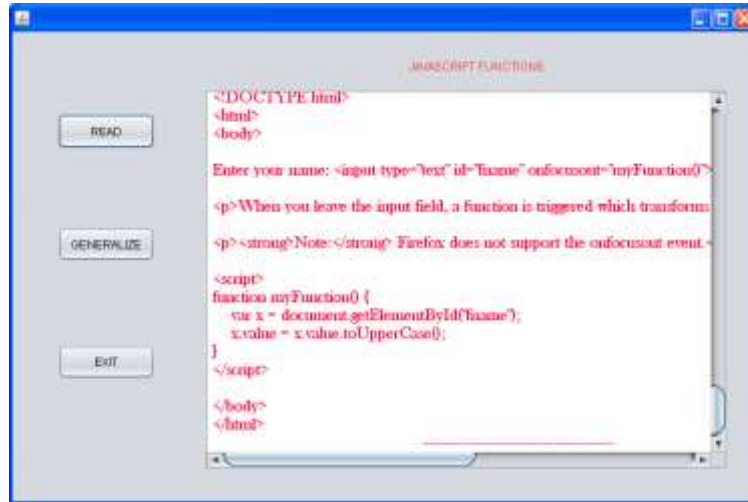 JAVASCRIPT FUNCTIONS
READ
GENERALIZE
EXIT
<!DOCTYPE html>
<html>
<body>
Enter your name: <input type="text" id="fname" onfocusout="myFunction()">
<p>When you leave the input field, a function is triggered which transforms
<p><strong>Note:</strong> Firefox does not support the onfocusout event.<
<script>
function myFunction() {
var x = document.getElementById("fname");
x.value = x.value.toUpperCase();
}
</script>
</body>
</html>